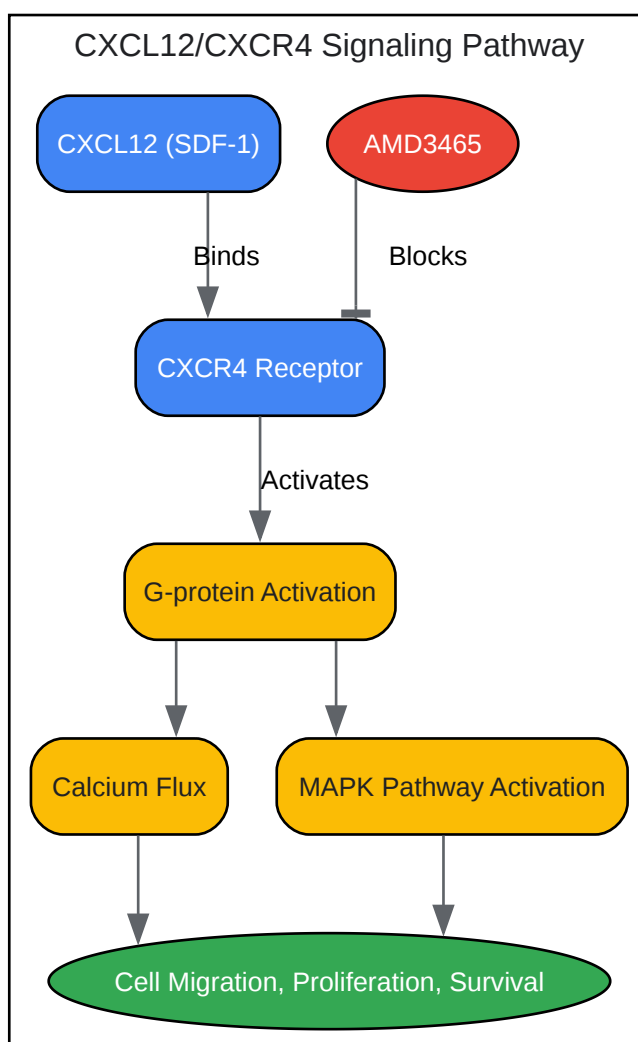 CXCL12/CXCR4 Signaling Pathway
CXCL12 (SDF-1)
AMD3465
Binds
Blocks
CXCR4 Receptor
Activates
G-protein Activation
Calcium Flux
MAPK Pathway Activation
Cell Migration, Proliferation, Survival